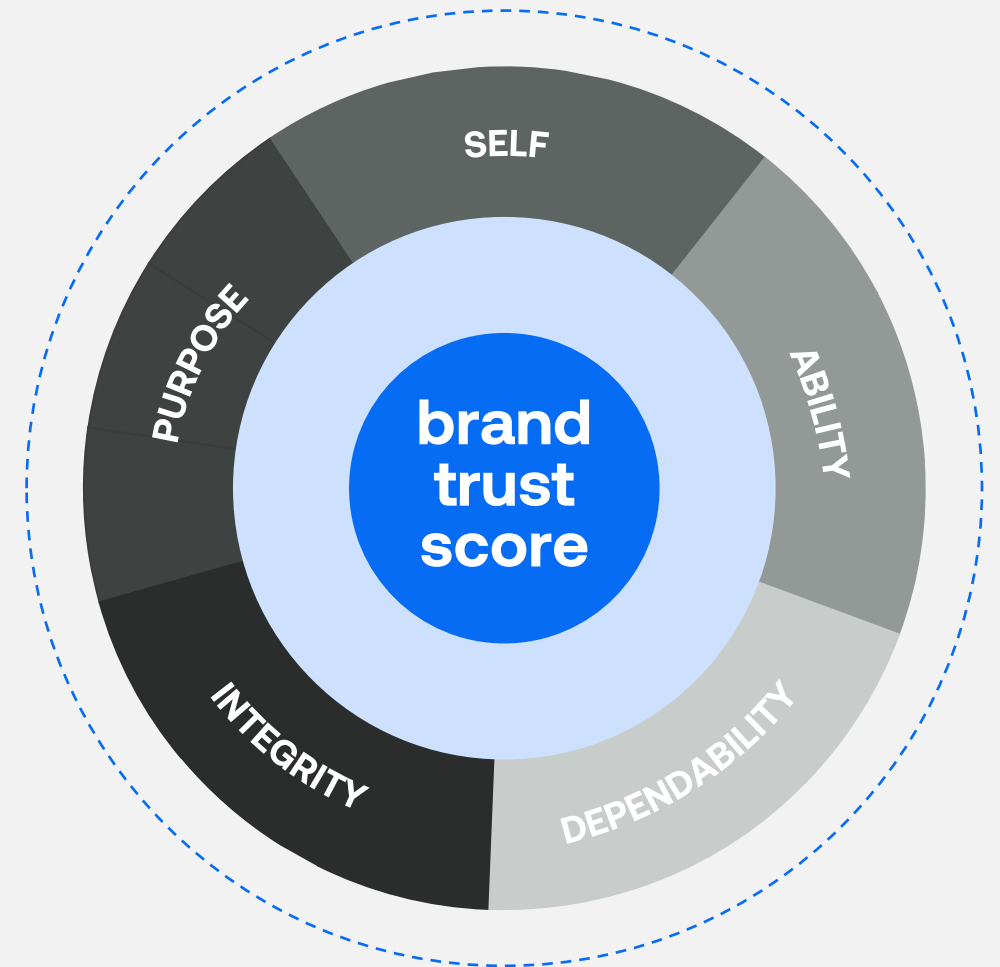 SELF
ABILITY
DEPENDABILITY
INTEGRITY
PURPOSE
brand
trust
score